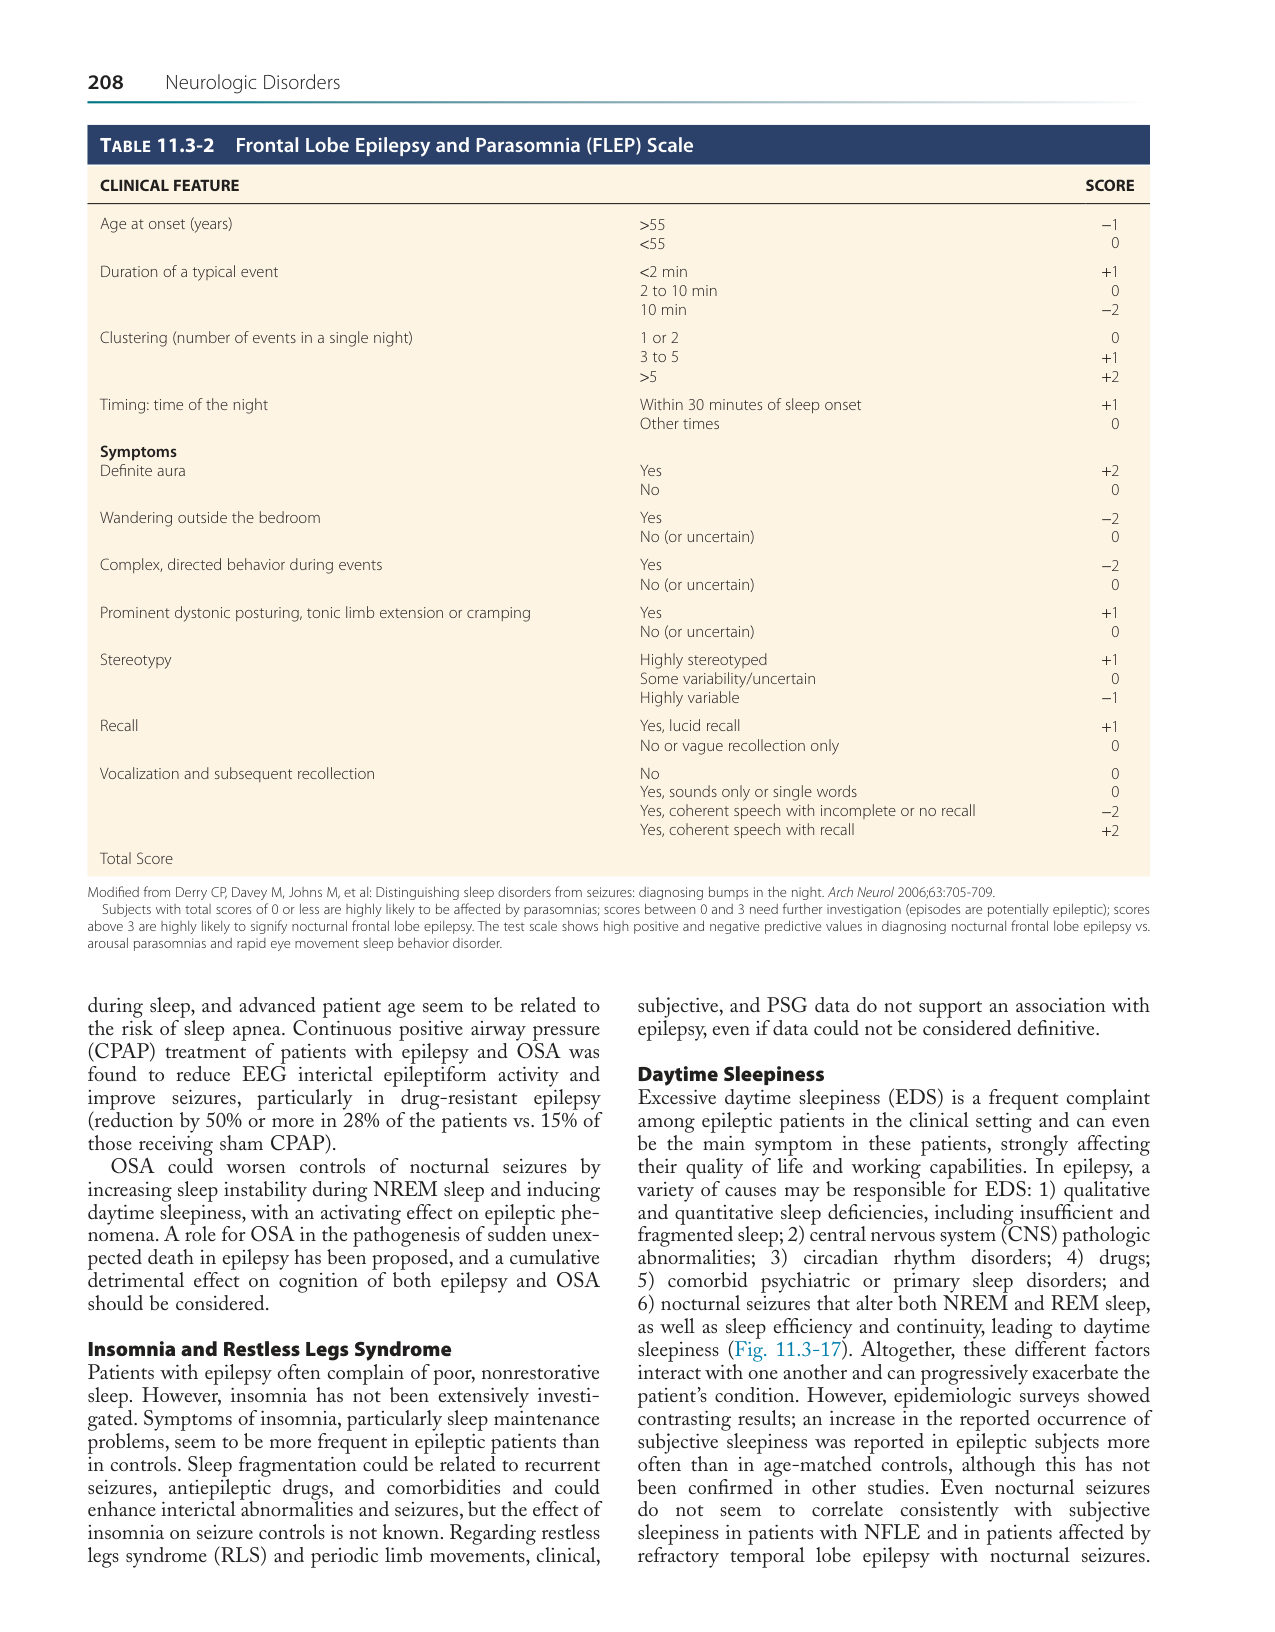 208 Neurologic Disorders
TABLE 11.3-2 Frontal Lobe Epilepsy and Parasomnia (FLEP) Scale
CLINICAL FEATURE SCORE
Age at onset (years) >55 −1
<55 0
Duration of a typical event <2 min +1
2 to 10 min 0
10 min −2
Clustering (number of events in a single night) 1 or 2 0
3 to 5 +1
>5 +2
Timing: time of the night Within 30 minutes of sleep onset +1
Other times 0
Symptoms
Definite aura Yes +2
No 0
Wandering outside the bedroom Yes −2
No (or uncertain) 0
Complex, directed behavior during events Yes −2
No (or uncertain) 0
Prominent dystonic posturing, tonic limb extension or cramping Yes +1
No (or uncertain) 0
Stereotypy Highly stereotyped +1
Some variability/uncertain 0
Highly variable −1
Recall Yes, lucid recall +1
No or vague recollection only 0
Vocalization and subsequent recollection No 0
Yes, sounds only or single words 0
Yes, coherent speech with incomplete or no recall −2
Yes, coherent speech with recall +2
Total Score
Modified from Derry CP, Davey M, Johns M, et al: Distinguishing sleep disorders from seizures: diagnosing bumps in the night. Arch Neurol 2006;63:705-709.
Subjects with total scores of 0 or less are highly likely to be affected by parasomnias; scores between 0 and 3 need further investigation (episodes are potentially epileptic); scores
above 3 are highly likely to signify nocturnal frontal lobe epilepsy. The test scale shows high positive and negative predictive values in diagnosing nocturnal frontal lobe epilepsy vs.
arousal parasomnias and rapid eye movement sleep behavior disorder.
during sleep, and advanced patient age seem to be related to
the risk of sleep apnea. Continuous positive airway pressure
(CPAP) treatment of patients with epilepsy and OSA was
found to reduce EEG interictal epileptiform activity and
improve seizures, particularly in drug-resistant epilepsy
(reduction by 50% or more in 28% of the patients vs. 15% of
those receiving sham CPAP).
OSA could worsen controls of nocturnal seizures by
increasing sleep instability during NREM sleep and inducing
daytime sleepiness, with an activating effect on epileptic phe-
nomena. A role for OSA in the pathogenesis of sudden unex-
pected death in epilepsy has been proposed, and a cumulative
detrimental effect on cognition of both epilepsy and OSA
should be considered.
Insomnia and Restless Legs Syndrome
Patients with epilepsy often complain of poor, nonrestorative
sleep. However, insomnia has not been extensively investi-
gated. Symptoms of insomnia, particularly sleep maintenance
problems, seem to be more frequent in epileptic patients than
in controls. Sleep fragmentation could be related to recurrent
seizures, antiepileptic drugs, and comorbidities and could
enhance interictal abnormalities and seizures, but the effect of
insomnia on seizure controls is not known. Regarding restless
legs syndrome (RLS) and periodic limb movements, clinical,
subjective, and PSG data do not support an association with
epilepsy, even if data could not be considered definitive.
Daytime Sleepiness
Excessive daytime sleepiness (EDS) is a frequent complaint
among epileptic patients in the clinical setting and can even
be the main symptom in these patients, strongly affecting
their quality of life and working capabilities. In epilepsy, a
variety of causes may be responsible for EDS: 1) qualitative
and quantitative sleep deficiencies, including insufficient and
fragmented sleep; 2) central nervous system (CNS) pathologic
abnormalities; 3) circadian rhythm disorders; 4) drugs;
5) comorbid psychiatric or primary sleep disorders; and
6) nocturnal seizures that alter both NREM and REM sleep,
as well as sleep efficiency and continuity, leading to daytime
sleepiness (Fig. 11.3-17). Altogether, these different factors
interact with one another and can progressively exacerbate the
patient's condition. However, epidemiologic surveys showed
contrasting results; an increase in the reported occurrence of
subjective sleepiness was reported in epileptic subjects more
often than in age-matched controls, although this has not
been confirmed in other studies. Even nocturnal seizures
do not seem to correlate consistently with subjective
sleepiness in patients with NFLE and in patients affected by
refractory temporal lobe epilepsy with nocturnal seizures.